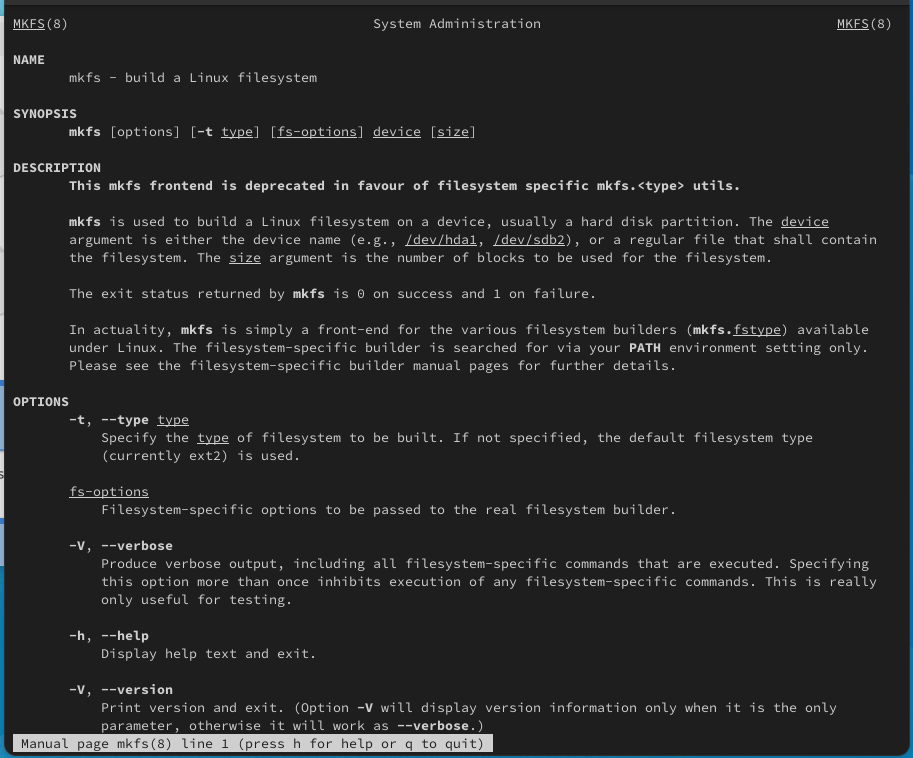 MKFS(8) System Administration MKFS(8)
NAME
mkfs - build a Linux filesystem
SYNOPSIS
mkfs [options] [-t type] [fs-options] device [size]
DESCRIPTION
This mkfs frontend is deprecated in favour of filesystem specific mkfs.<type> utils.
mkfs is used to build a Linux filesystem on a device, usually a hard disk partition. The device
argument is either the device name (e.g., /dev/hda1, /dev/sdb2), or a regular file that shall contain
the filesystem. The size argument is the number of blocks to be used for the filesystem.
The exit status returned by mkfs is 0 on success and 1 on failure.
In actuality, mkfs is simply a front-end for the various filesystem builders (mkfs.fstype) available
under Linux. The filesystem-specific builder is searched for via your PATH environment setting only.
Please see the filesystem-specific builder manual pages for further details.
OPTIONS
-t, --type type
Specify the type of filesystem to be built. If not specified, the default filesystem type
(currently ext2) is used.
fs-options
Filesystem-specific options to be passed to the real filesystem builder.
-V, --verbose
Produce verbose output, including all filesystem-specific commands that are executed. Specifying
this option more than once inhibits execution of any filesystem-specific commands. This is really
only useful for testing.
-h, --help
Display help text and exit.
-V, --version
Print version and exit. (Option -V will display version information only when it is the only
parameter, otherwise it will work as --verbose.)
Manual page mkfs(8) line 1 (press h for help or q to quit)